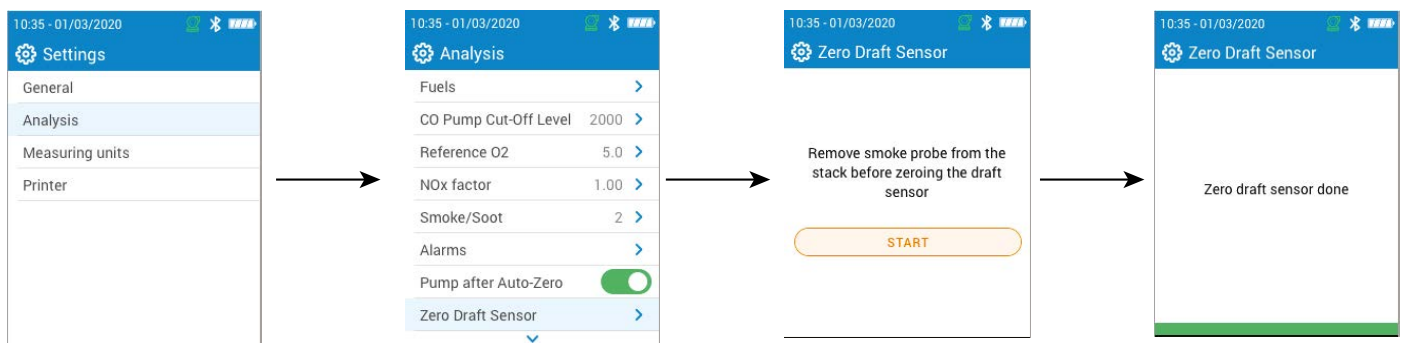 10:35 - 01/03/2020
Settings
General
Analysis
Measuring units
Printer
10:35 - 01/03/2020
Analysis
Fuels
CO Pump Cut-Off Level 2000
Reference O2 5.0
NOx factor 1.00
Smoke/Soot 2
Alarms
Pump after Auto-Zero
Zero Draft Sensor
10:35 - 01/03/2020
Zero Draft Sensor
Remove smoke probe from the
stack before zeroing the draft
sensor
START
10:35 - 01/03/2020
Zero Draft Sensor
Zero draft sensor done